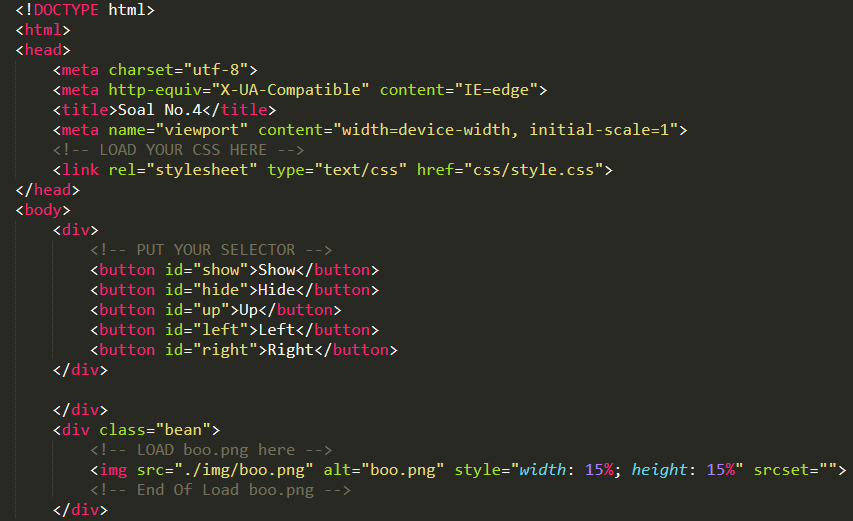 <!DOCTYPE html>
<html>
<head>
    <meta charset="utf-8">
    <meta http-equiv="X-UA-Compatible" content="IE=edge">
    <title>Soal No.4</title>
    <meta name="viewport" content="width=device-width, initial-scale=1">
    <!-- LOAD YOUR CSS HERE -->
    <link rel="stylesheet" type="text/css" href="css/style.css">
</head>
<body>
    <div>
        <!-- PUT YOUR SELECTOR -->
        <button id="show">Show</button>
        <button id="hide">Hide</button>
        <button id="up">Up</button>
        <button id="left">Left</button>
        <button id="right">Right</button>
    </div>

    </div>
    <div class="bean">
        <!-- LOAD boo.png here -->
        <img src="./img/boo.png" alt="boo.png" style="width: 15%; height: 15%" srcset="">
        <!-- End Of Load boo.png -->
    </div>